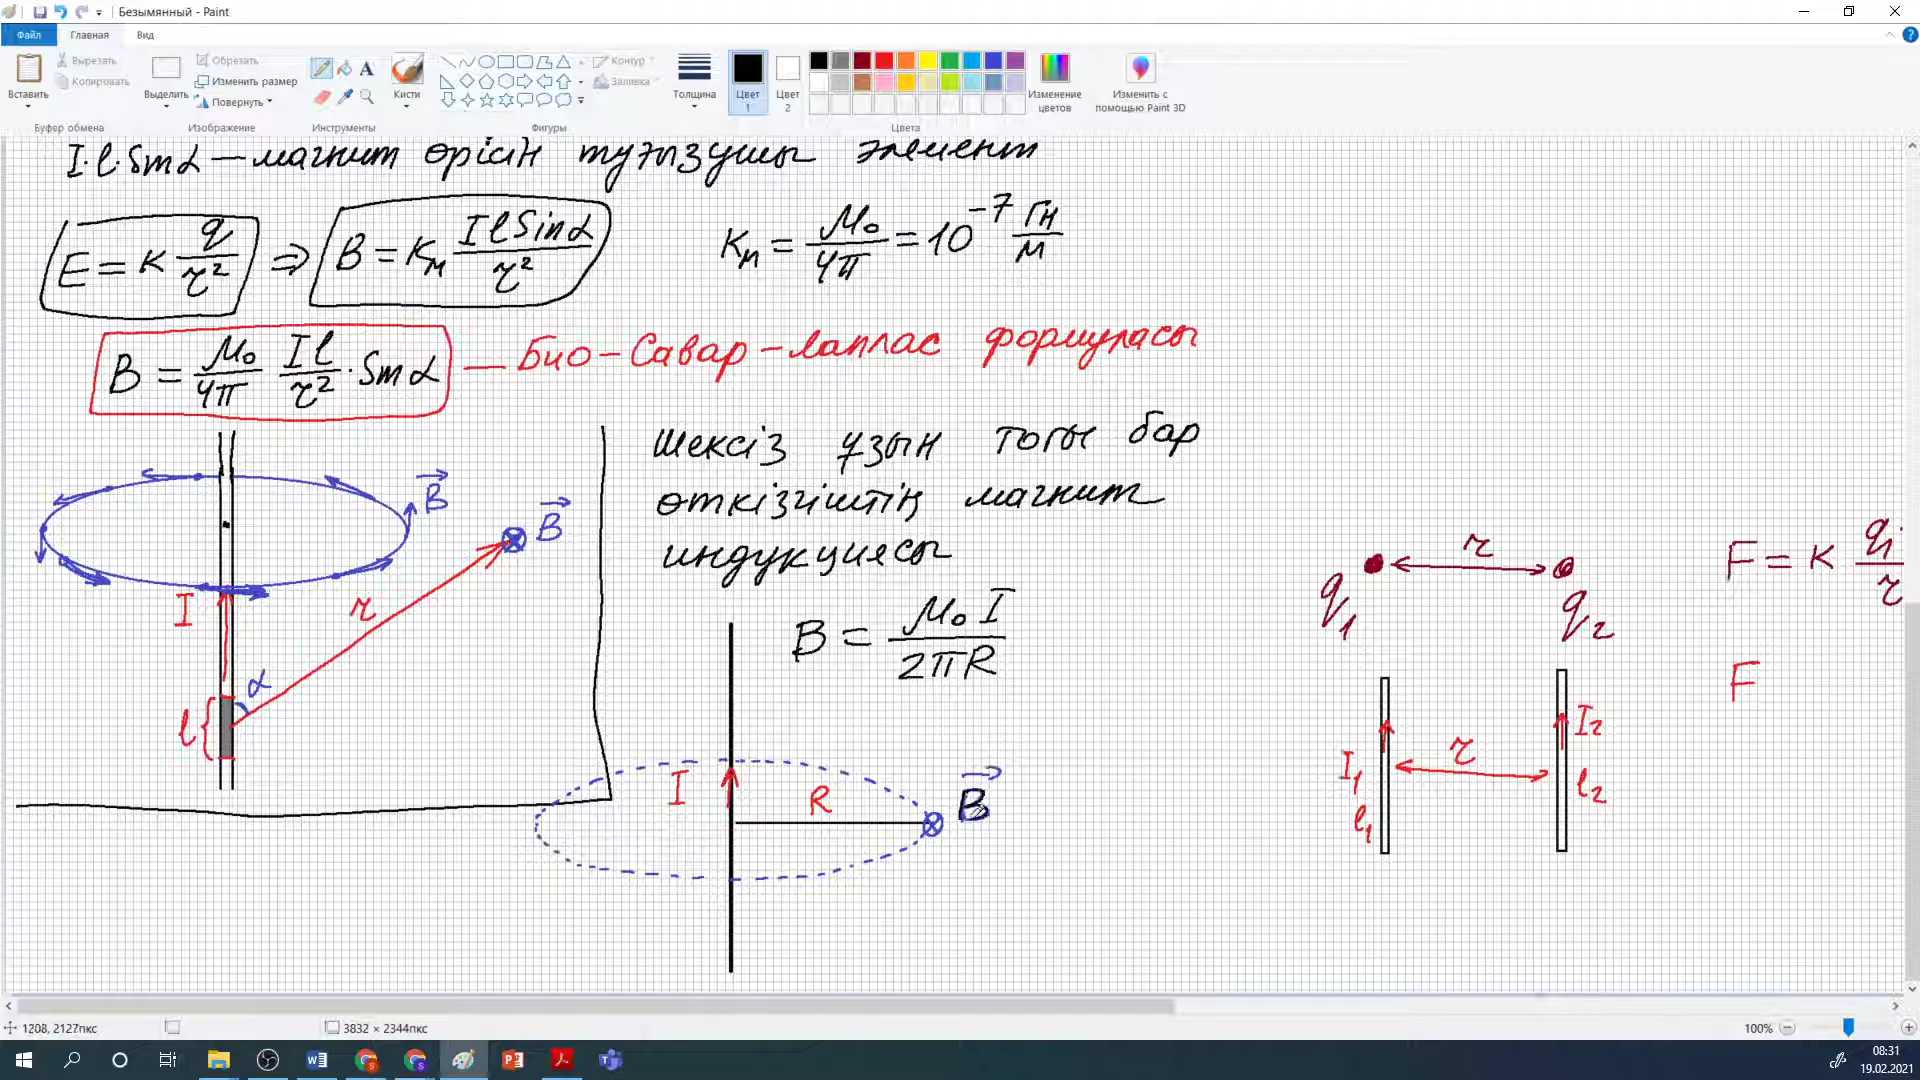 Безымянный - Paint
Файл Главная Вид
Вставить
Вырезать
Копировать
Буфер обмена
Выделить
Обрезать
Изменить размер
Повернуть
Изображение
A
Инструменты
Кисти
Контур
Заливка
Фигуры
Толщина
Цвет 1
Цвет 2
Изменение цветов
Изменить с помощью Paint 3D
Цвета
I·l·Sinα — магнит өрісін туғызушы элемент
E = K q/r² ⇒ B = Kм IlSinα/r²
Kм = μ₀/4π = 10⁻⁷ Гн/м
B = μ₀/4π Il/r² · Sinα — Био-Савар-Лаплас формуласы
Шексіз ұзын тогы бар
өткізгіштің магнит
индукциясы
B = μ₀I/2πR
B
B
I
r
α
l
I
R
B
r
q₁
q₂
F = K q₁/r
F
I₁
r
I₂
l₁
l₂
1208, 2127пкс
3832 × 2344пкс
100%
08:31
19.02.2021